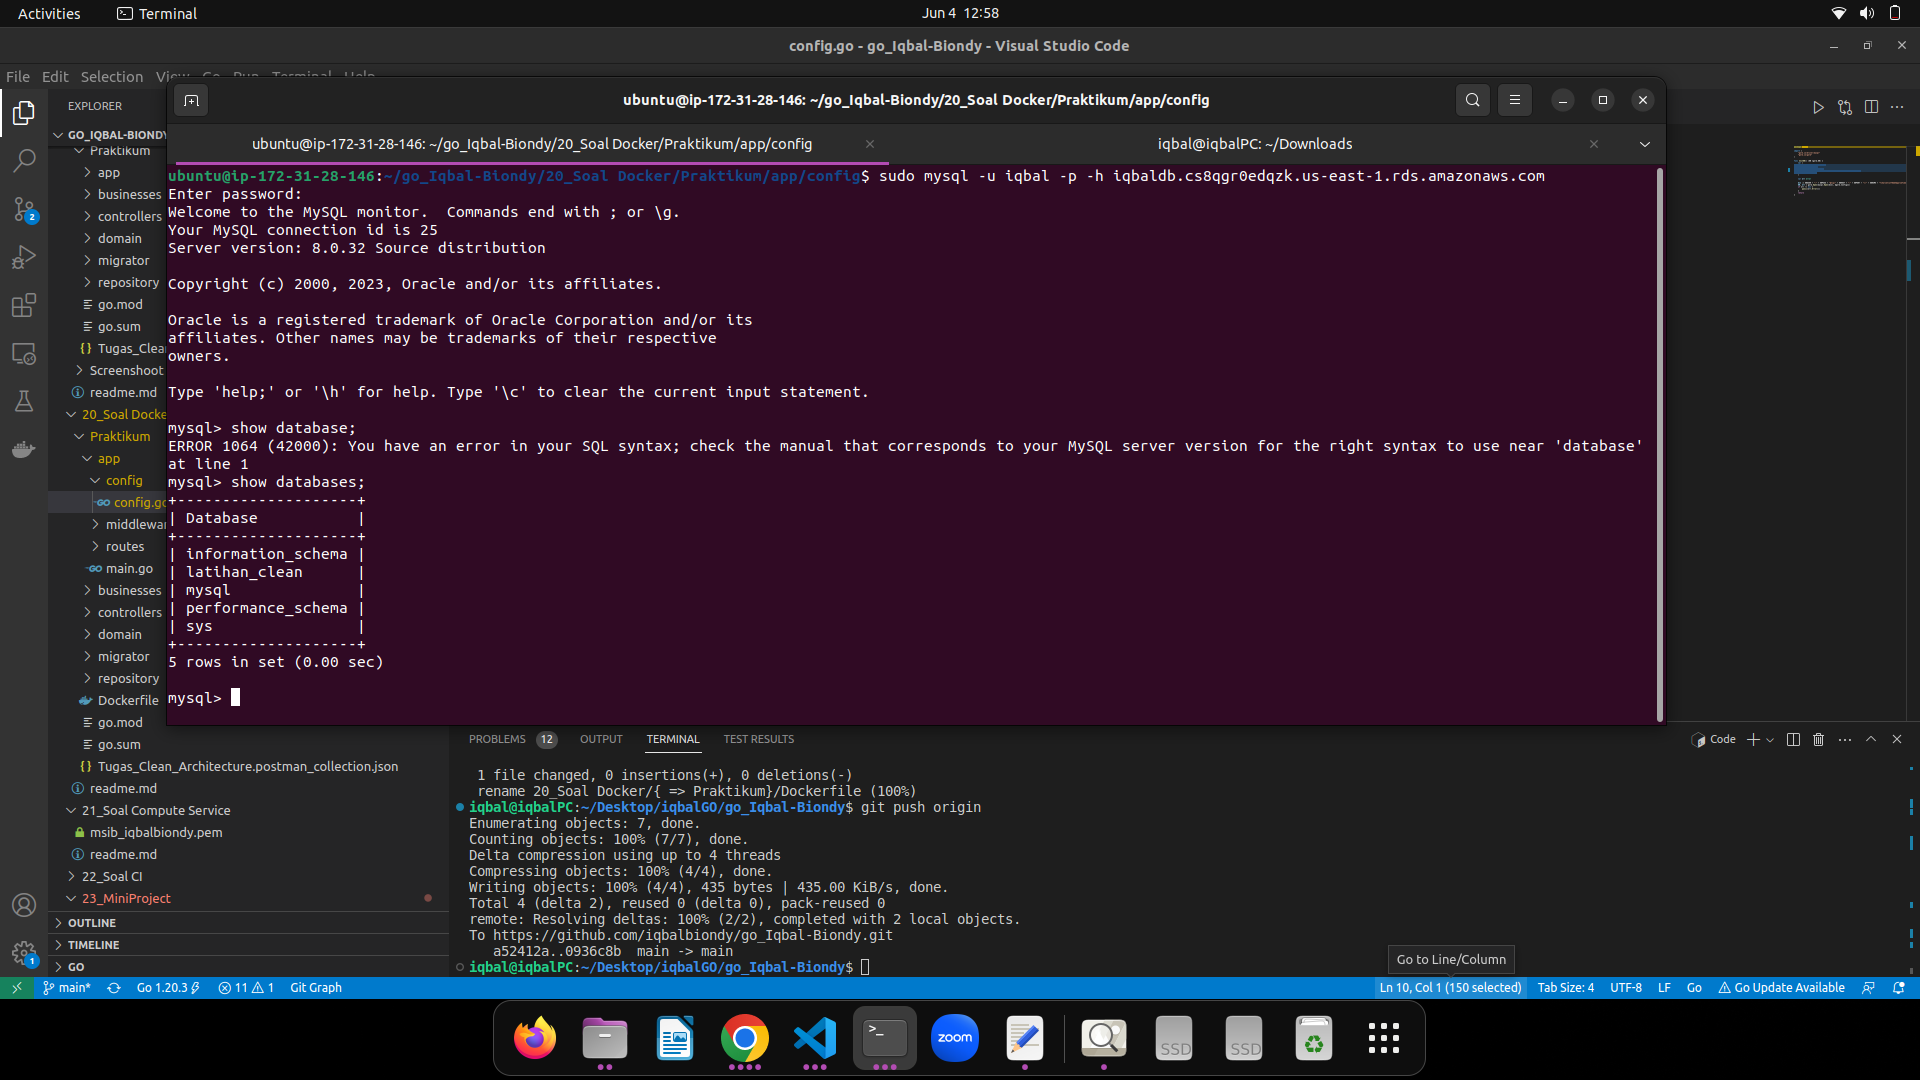 Activities
Terminal
Jun 4 12:58
config.go - go_Iqbal-Biondy - Visual Studio Code
File Edit Selection View Go Run Terminal Help
ubuntu@ip-172-31-28-146: ~/go_Iqbal-Biondy/20_Soal Docker/Praktikum/app/config
ubuntu@ip-172-31-28-146: ~/go_Iqbal-Biondy/20_Soal Docker/Praktikum/app/config
iqbal@iqbalPC: ~/Downloads
ubuntu@ip-172-31-28-146:~/go_Iqbal-Biondy/20_Soal Docker/Praktikum/app/config$ sudo mysql -u iqbal -p -h iqbaldb.cs8qgr0edqzk.us-east-1.rds.amazonaws.com
Enter password:
Welcome to the MySQL monitor.  Commands end with ; or \g.
Your MySQL connection id is 25
Server version: 8.0.32 Source distribution
Copyright (c) 2000, 2023, Oracle and/or its affiliates.
Oracle is a registered trademark of Oracle Corporation and/or its
affiliates. Other names may be trademarks of their respective
owners.
Type 'help;' or '\h' for help. Type '\c' to clear the current input statement.
mysql> show database;
ERROR 1064 (42000): You have an error in your SQL syntax; check the manual that corresponds to your MySQL server version for the right syntax to use near 'database'
at line 1
mysql> show databases;
+--------------------+
| Database           |
+--------------------+
| information_schema |
| latihan_clean      |
| mysql              |
| performance_schema |
| sys                |
+--------------------+
5 rows in set (0.00 sec)
mysql>
EXPLORER
GO_IQBAL-BIONDY
Praktikum
app
businesses
controllers
domain
migrator
repository
go.mod
go.sum
{} Tugas_Clea
Screenshoot
readme.md
20_Soal Docke
Praktikum
app
config
config.go
middlewa
routes
main.go
businesses
controllers
domain
migrator
repository
Dockerfile
go.mod
go.sum
{} Tugas_Clean_Architecture.postman_collection.json
readme.md
21_Soal Compute Service
msib_iqbalbiondy.pem
readme.md
22_Soal CI
23_MiniProject
OUTLINE
TIMELINE
GO
2
1
PROBLEMS 12 OUTPUT TERMINAL TEST RESULTS
Code
1 file changed, 0 insertions(+), 0 deletions(-)
rename 20_Soal Docker/{ => Praktikum}/Dockerfile (100%)
iqbal@iqbalPC:~/Desktop/iqbalGO/go_Iqbal-Biondy$ git push origin
Enumerating objects: 7, done.
Counting objects: 100% (7/7), done.
Delta compression using up to 4 threads
Compressing objects: 100% (4/4), done.
Writing objects: 100% (4/4), 435 bytes | 435.00 KiB/s, done.
Total 4 (delta 2), reused 0 (delta 0), pack-reused 0
remote: Resolving deltas: 100% (2/2), completed with 2 local objects.
To https://github.com/iqbalbiondy/go_Iqbal-Biondy.git
a52412a..0936c8b  main -> main
iqbal@iqbalPC:~/Desktop/iqbalGO/go_Iqbal-Biondy$
Go to Line/Column
main* Go 1.20.3 11 1 Git Graph
Ln 10, Col 1 (150 selected) Tab Size: 4 UTF-8 LF Go Go Update Available
>_
zoom
SSD
SSD